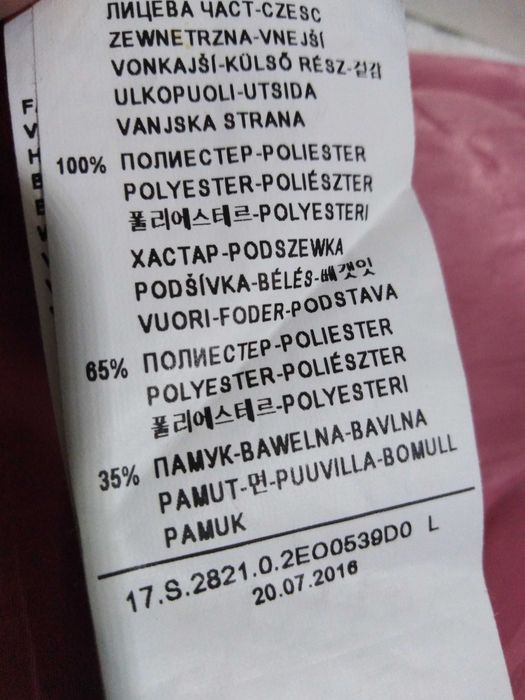 ЛИЦЕВА ЧАСТ-CZESC
ZEWNETRZNA-VNEJŠÍ
VONKAJŠÍ-KÜLSŐ RÉSZ-겉감
ULKOPUOLI-UTSIDA
VANJSKA STRANA
100% ПОЛИЕСТЕР-POLIESTER
POLYESTER-POLIÉSZTER
폴리에스테르-POLYESTERI
ХАСТАР-PODSZEWKA
PODŠÍVKA-BÉLÉS-빼갯잇
VUORI-FODER-PODSTAVA
65% ПОЛИЕСТЕР-POLIESTER
POLYESTER-POLIÉSZTER
폴리에스테르-POLYESTERI
35% ПАМУК-BAWELNA-BAVLNA
PAMUT-면-PUUVILLA-BOMULL
PAMUK
17.S.2821.0.2EO0539D0 L
20.07.2016